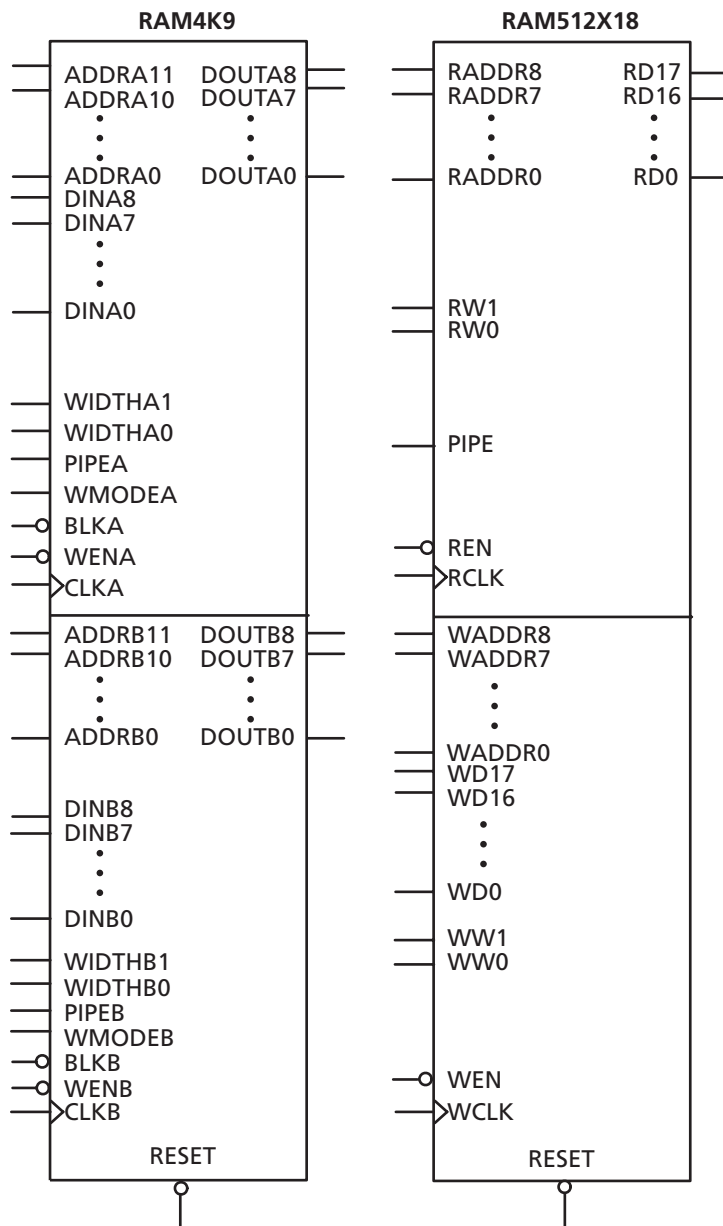 RAM4K9
ADDRA11 DOUTA8
ADDRA10 DOUTA7
ADDRA0 DOUTA0
DINA8
DINA7
DINA0
WIDTHA1
WIDTHA0
PIPEA
WMODEA
BLKA
WENA
CLKA
ADDRB11 DOUTB8
ADDRB10 DOUTB7
ADDRB0 DOUTB0
DINB8
DINB7
DINB0
WIDTHB1
WIDTHB0
PIPEB
WMODEB
BLKB
WENB
CLKB
RESET
RAM512X18
RADDR8 RD17
RADDR7 RD16
RADDR0 RD0
RW1
RW0
PIPE
REN
RCLK
WADDR8
WADDR7
WADDR0
WD17
WD16
WD0
WW1
WW0
WEN
WCLK
RESET